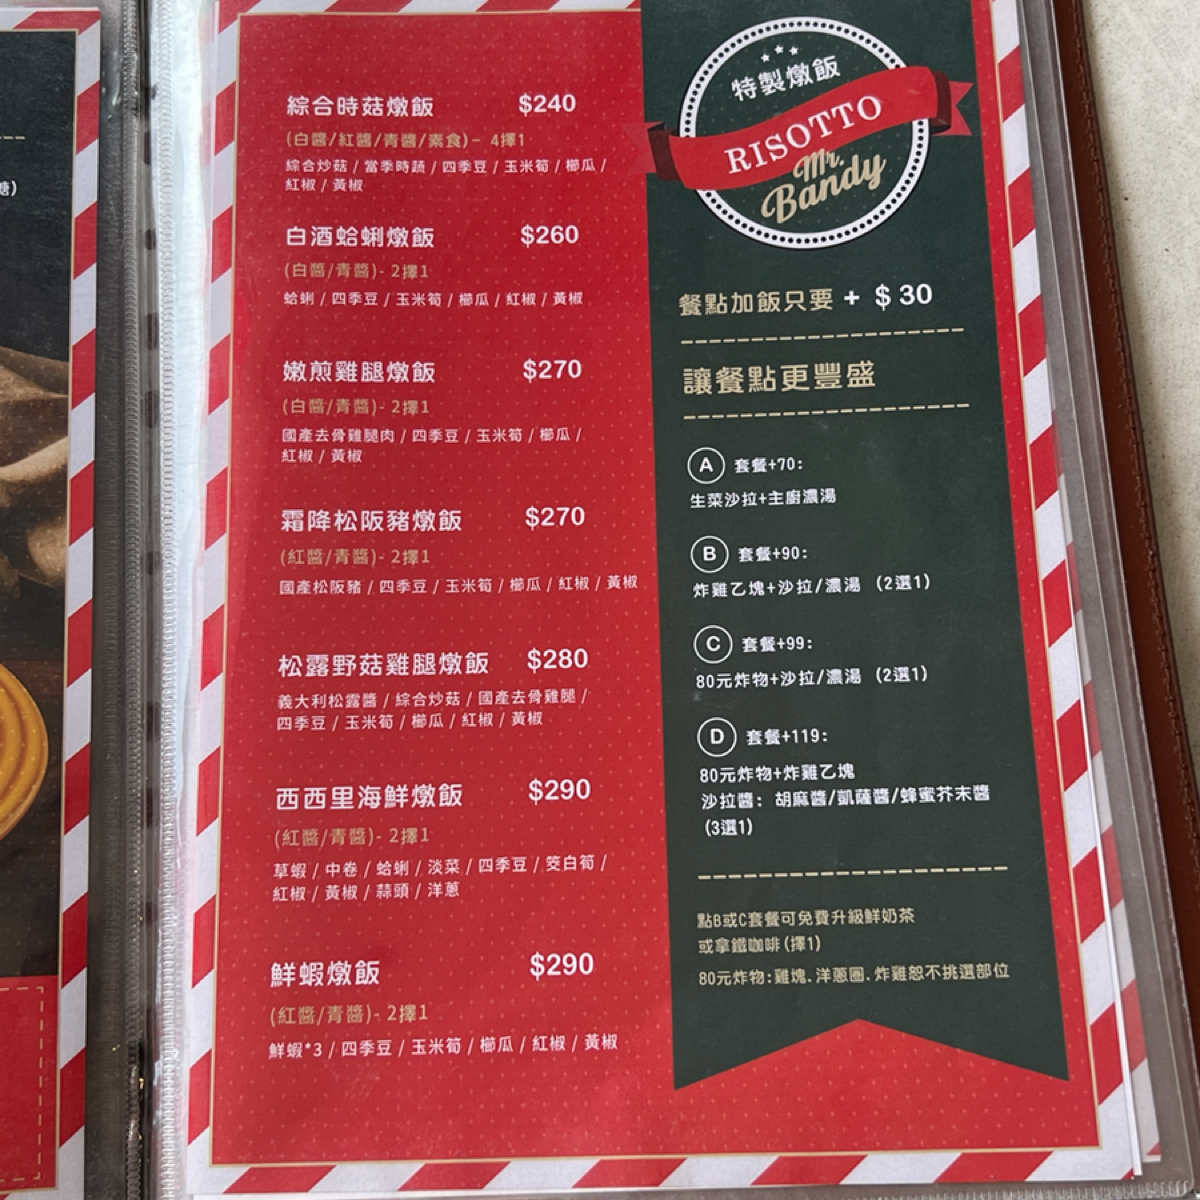 糖)
綜合時菇燉飯 $240
(白醬/紅醬/青醬/素食)- 4擇1
綜合炒菇 / 當季時蔬 / 四季豆 / 玉米筍 / 櫛瓜 /
紅椒 / 黃椒
白酒蛤蜊燉飯 $260
(白醬/青醬)- 2擇1
蛤蜊 / 四季豆 / 玉米筍 / 櫛瓜 / 紅椒 / 黃椒
嫩煎雞腿燉飯 $270
(白醬/青醬)- 2擇1
國產去骨雞腿肉 / 四季豆 / 玉米筍 / 櫛瓜 /
紅椒 / 黃椒
霜降松阪豬燉飯 $270
(紅醬/青醬)- 2擇1
國產松阪豬 / 四季豆 / 玉米筍 / 櫛瓜 / 紅椒 / 黃椒
松露野菇雞腿燉飯 $280
義大利松露醬 / 綜合炒菇 / 國產去骨雞腿 /
四季豆 / 玉米筍 / 櫛瓜 / 紅椒 / 黃椒
西西里海鮮燉飯 $290
(紅醬/青醬)- 2擇1
草蝦 / 中卷 / 蛤蜊 / 淡菜 / 四季豆 / 筊白筍 /
紅椒 / 黃椒 / 蒜頭 / 洋蔥
鮮蝦燉飯 $290
(紅醬/青醬)- 2擇1
鮮蝦*3 / 四季豆 / 玉米筍 / 櫛瓜 / 紅椒 / 黃椒
特製燉飯
RISOTTO
Mr.
Bandy
餐點加飯只要 + $ 30
讓餐點更豐盛
A 套餐+70:
生菜沙拉+主廚濃湯
B 套餐+90:
炸雞乙塊+沙拉/濃湯 (2選1)
C 套餐+99:
80元炸物+沙拉/濃湯 (2選1)
D 套餐+119:
80元炸物+炸雞乙塊
沙拉醬: 胡麻醬/凱薩醬/蜂蜜芥末醬
(3選1)
點B或C套餐可免費升級鮮奶茶
或拿鐵咖啡(擇1)
80元炸物:雞塊.洋蔥圈.炸雞恕不挑選部位